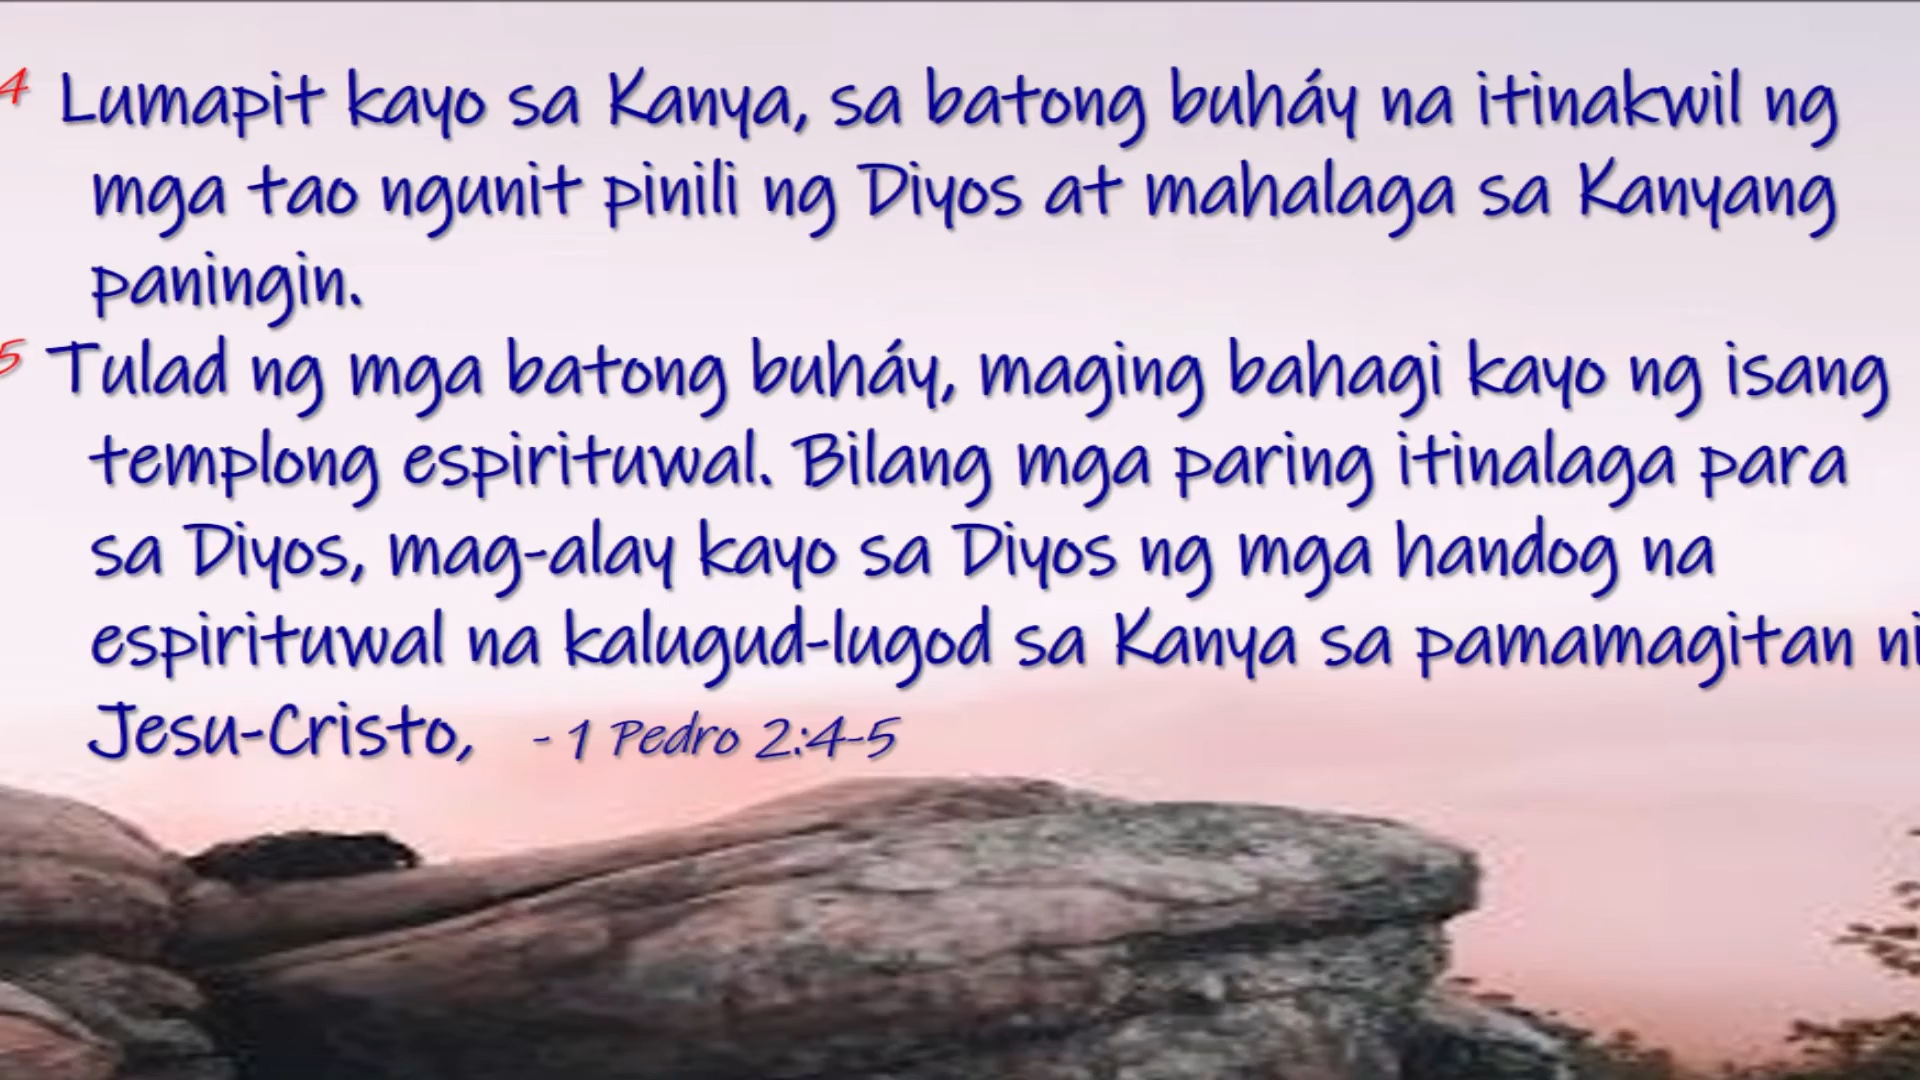 4 Lumapit kayo sa Kanya, sa batong buháy na itinakwil ng
mga tao ngunit pinili ng Diyos at mahalaga sa Kanyang
paningin.
5 Tulad ng mga batong buháy, maging bahagi kayo ng isang
templong espirituwal. Bilang mga paring itinalaga para
sa Diyos, mag-alay kayo sa Diyos ng mga handog na
espirituwal na kalugud-lugod sa Kanya sa pamamagitan ni
Jesu-Cristo, - 1 Pedro 2:4-5